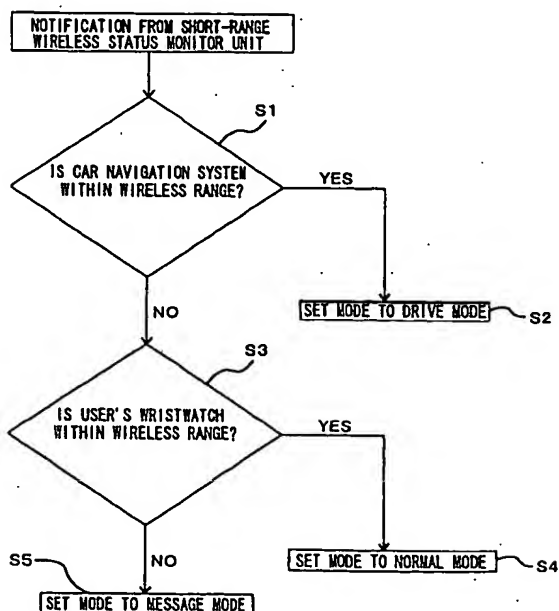 NOTIFICATION FROM SHORT-RANGE
WIRELESS STATUS MONITOR UNIT
S1
IS CAR NAVIGATION SYSTEM
WITHIN WIRELESS RANGE?
YES
NO
SET MODE TO DRIVE MODE
S2
S3
IS USER'S WRISTWATCH
WITHIN WIRELESS RANGE?
YES
NO
SET MODE TO NORMAL MODE
S4
S5
SET MODE TO MESSAGE MODE